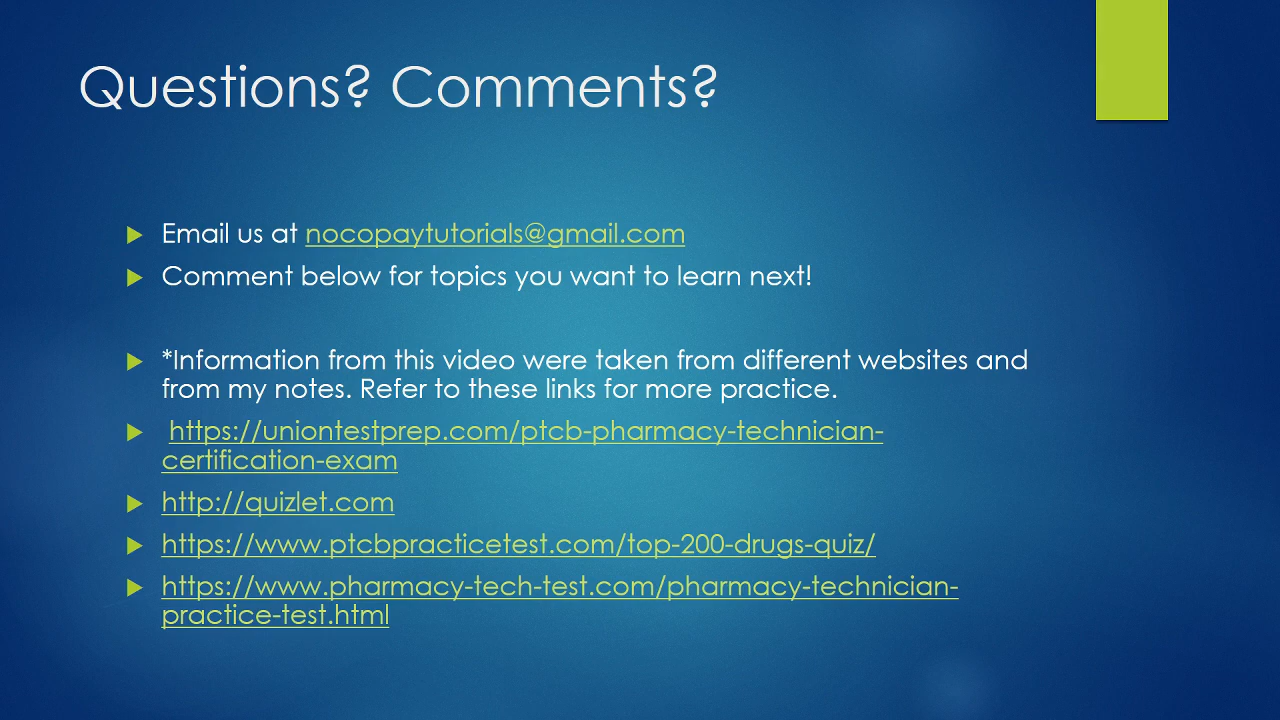 Questions? Comments?
Email us at nocopaytutorials@gmail.com
Comment below for topics you want to learn next!
*Information from this video were taken from different websites and
from my notes. Refer to these links for more practice.
https://uniontestprep.com/ptcb-pharmacy-technician-
certification-exam
http://quizlet.com
https://www.ptcbpracticetest.com/top-200-drugs-quiz/
https://www.pharmacy-tech-test.com/pharmacy-technician-
practice-test.html